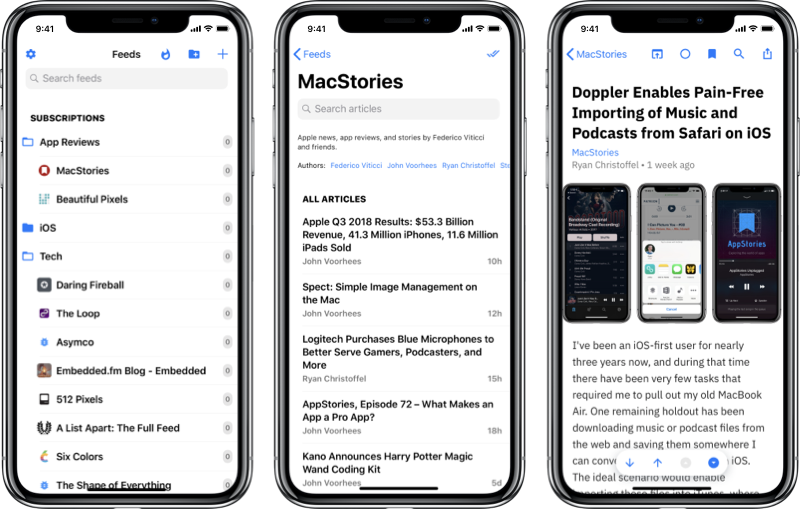 9:41
Feeds
Search feeds
SUBSCRIPTIONS
App Reviews 0
MacStories 0
Beautiful Pixels 0
iOS 0
Tech 0
Daring Fireball 0
The Loop 0
Asymco 0
Embedded.fm Blog - Embedded 0
512 Pixels 0
A List Apart: The Full Feed 0
Six Colors 0
The Shape of Everything 0
9:41
Feeds
MacStories
Search articles
Apple news, app reviews, and stories by Federico Viticci
and friends.
Authors: Federico Viticci John Voorhees Ryan Christoffel
ALL ARTICLES
Apple Q3 2018 Results: $53.3 Billion
Revenue, 41.3 Million iPhones, 11.6 Million
iPads Sold
John Voorhees 10h
Spect: Simple Image Management on
the Mac
John Voorhees 12h
Logitech Purchases Blue Microphones to
Better Serve Gamers, Podcasters, and
More
Ryan Christoffel 15h
AppStories, Episode 72 – What Makes an
App a Pro App?
John Voorhees 18h
Kano Announces Harry Potter Magic
Wand Coding Kit
John Voorhees 5d
9:41
MacStories
Doppler Enables Pain-Free
Importing of Music and
Podcasts from Safari on iOS
MacStories
Ryan Christoffel • 1 week ago
AppStories
I've been an iOS-first user for nearly
three years now, and during that time
there have been very few tasks that
required me to pull out my old MacBook
Air. One remaining holdout has been
downloading music or podcast files from
the web and saving them somewhere I
can iOS.
The ideal scenario would enable
importing those files into iTunes, where